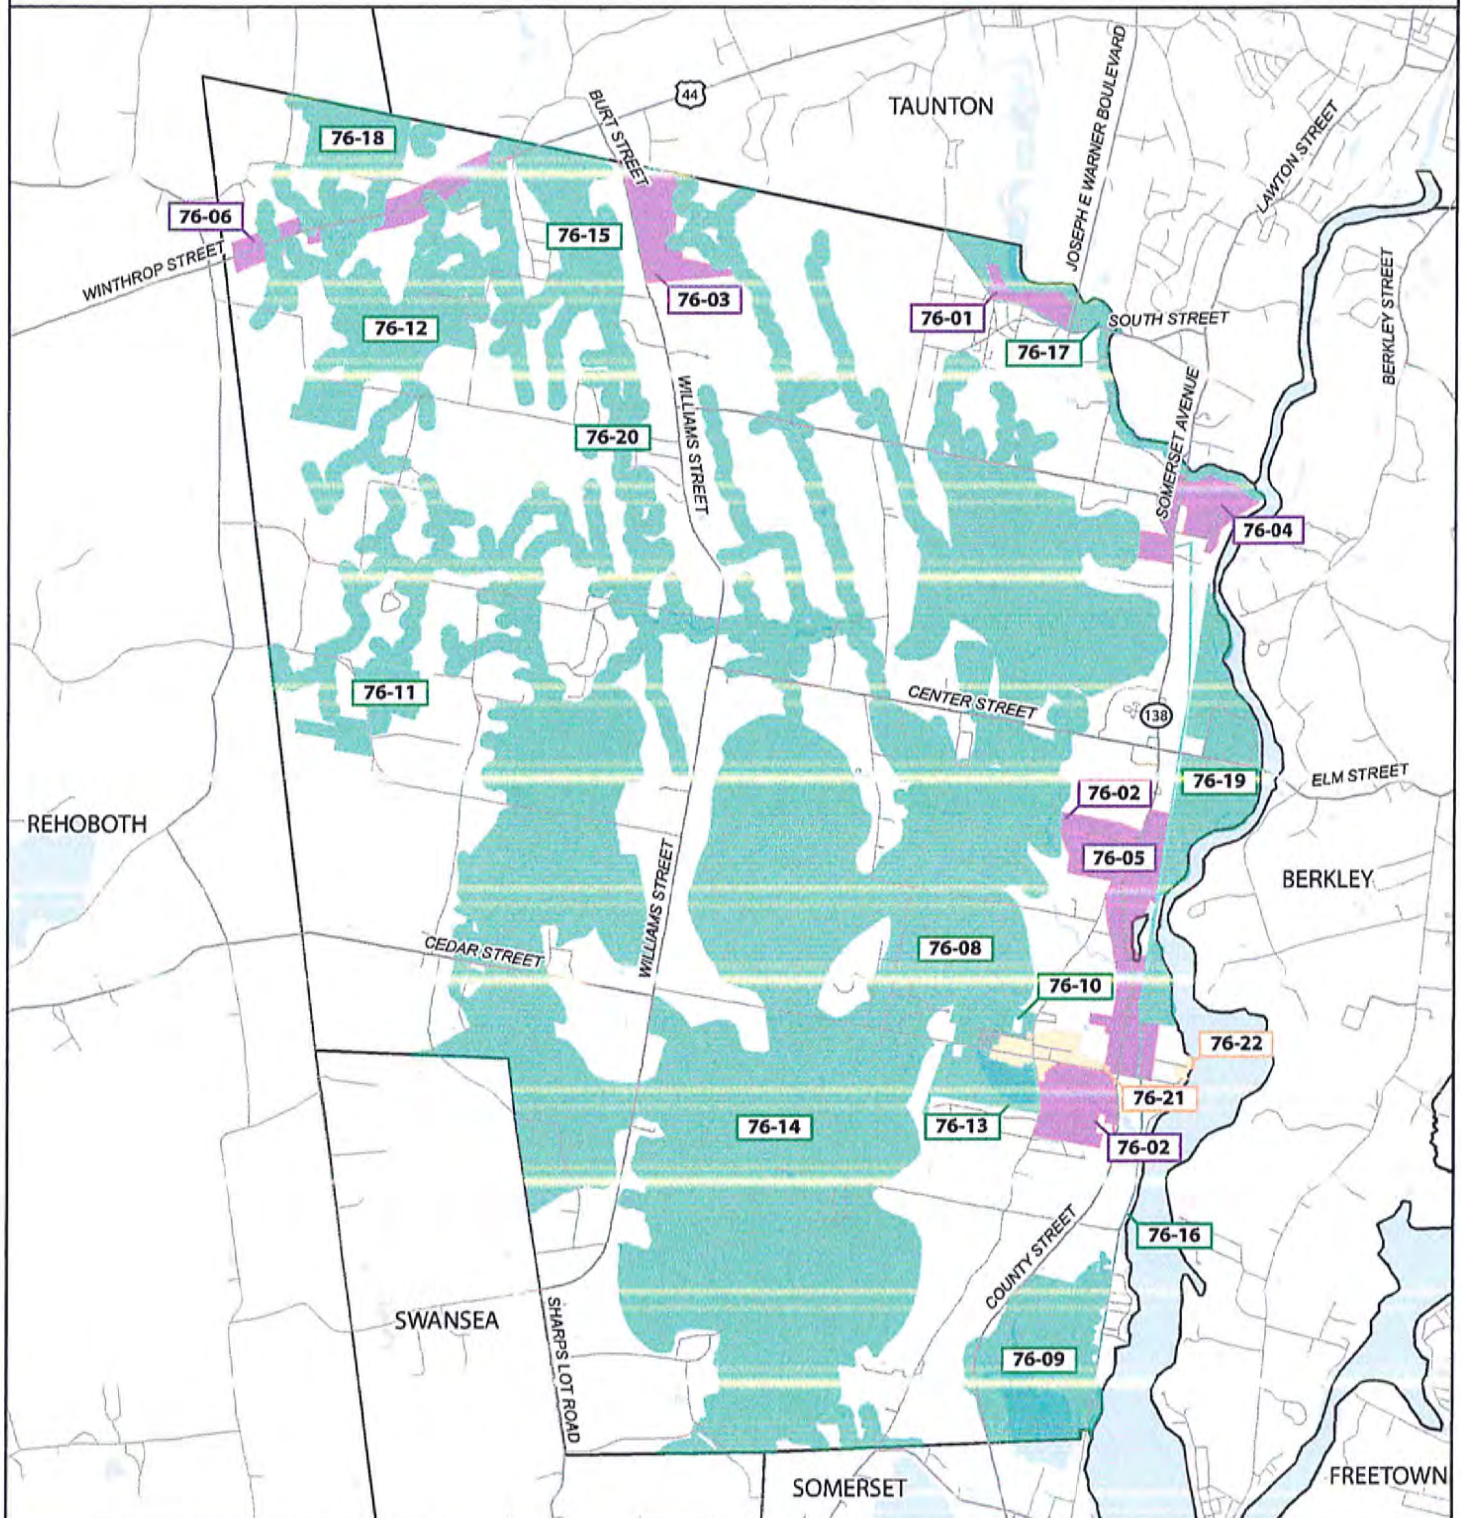 44
TAUNTON
BURT STREET
JOSEPH E WARNER BOULEVARD
LAWTON STREET
76-18
76-06
WINTHROP STREET
76-15
76-03
76-12
76-01
SOUTH STREET
76-17
BERKLEY STREET
WILLIAMS STREET
76-20
SOMERSET AVENUE
76-04
76-11
CENTER STREET
138
76-19
ELM STREET
76-02
REHOBOTH
76-05
BERKLEY
WILLIAMS STREET
CEDAR STREET
76-08
76-10
76-22
76-21
76-14
76-13
76-02
76-16
COUNTY STREET
SWANSEA
SHARPS LOT ROAD
76-09
SOMERSET
FREETOWN